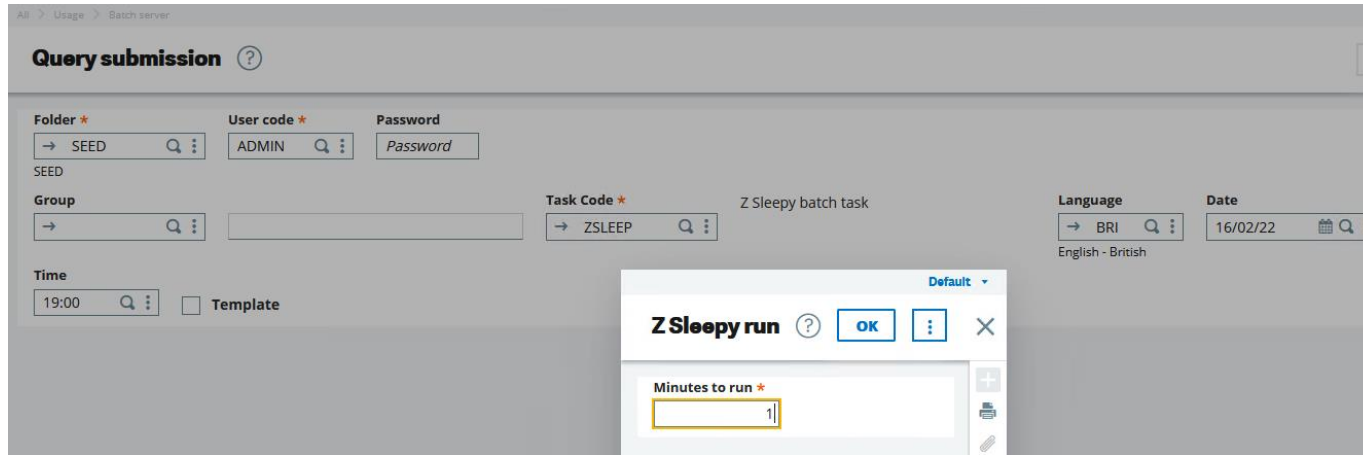 All > Usage > Batch server
Query submission ?
Folder * User code * Password
→ SEED ADMIN Password
SEED
Group Task Code * Z Sleepy batch task Language Date
→ → ZSLEEP → BRI 16/02/22
English - British
Time
19:00 Template
Default
Z Sleepy run ? OK
Minutes to run *
1